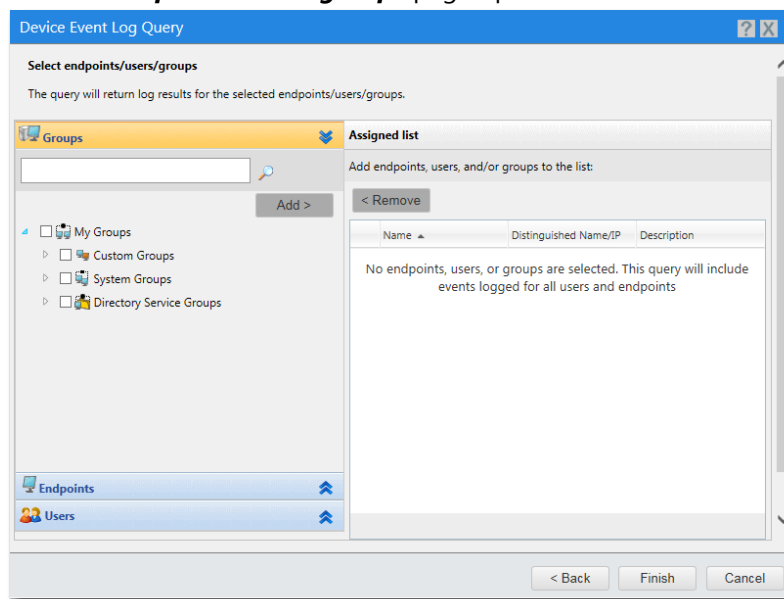 Device Event Log Query
Select endpoints/users/groups
The query will return log results for the selected endpoints/users/groups.
Groups
Add >
My Groups
Custom Groups
System Groups
Directory Service Groups
Endpoints
Users
Assigned list
Add endpoints, users, and/or groups to the list:
< Remove
Name
Distinguished Name/IP
Description
No endpoints, users, or groups are selected. This query will include
events logged for all users and endpoints
< Back
Finish
Cancel